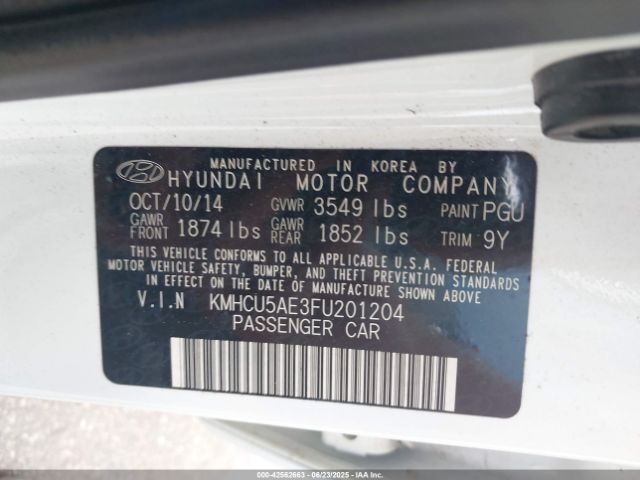 MANUFACTURED IN KOREA BY
HYUNDAI MOTOR COMPANY
OCT/10/14 GVWR 3549 lbs PAINT PGU
GAWR FRONT 1874 lbs GAWR REAR 1852 lbs TRIM 9Y
THIS VEHICLE CONFORMS TO ALL APPLICABLE U.S.A. FEDERAL
MOTOR VEHICLE SAFETY, BUMPER, AND THEFT PREVENTION STANDARDS
IN EFFECT ON THE DATE OF MANUFACTURE SHOWN ABOVE
V.I.N KMHCU5AE3FU201204
PASSENGER CAR
000-42562663 - 06/23/2025 - IAA, Inc.